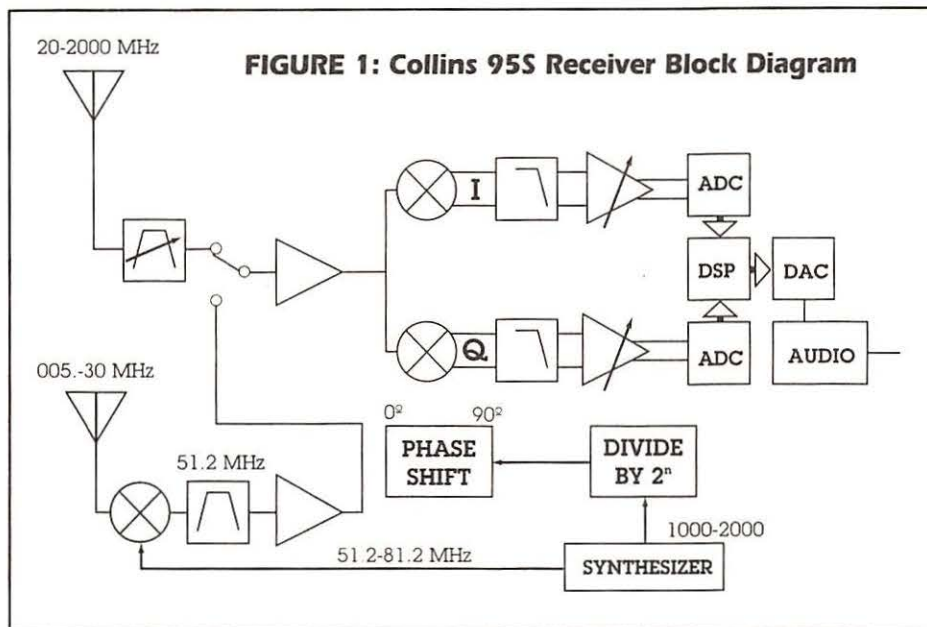 20-2000 MHz
FIGURE 1: Collins 95S Receiver Block Diagram
I
ADC
DSP
DAC
Q
ADC
AUDIO
005.-30 MHz
0º
90º
51.2 MHz
PHASE
SHIFT
DIVIDE
BY 2ⁿ
1000-2000
51.2-81.2 MHz
SYNTHESIZER